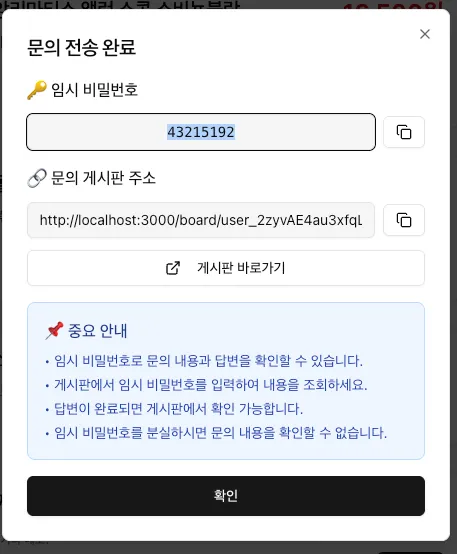 문의 전송 완료
🔑 임시 비밀번호
43215192
🔗 문의 게시판 주소
http://localhost:3000/board/user_2zyvAE4au3xfqL
게시판 바로가기
📌 중요 안내
• 임시 비밀번호로 문의 내용과 답변을 확인할 수 있습니다.
• 게시판에서 임시 비밀번호를 입력하여 내용을 조회하세요.
• 답변이 완료되면 게시판에서 확인 가능합니다.
• 임시 비밀번호를 분실하시면 문의 내용을 확인할 수 없습니다.
확인